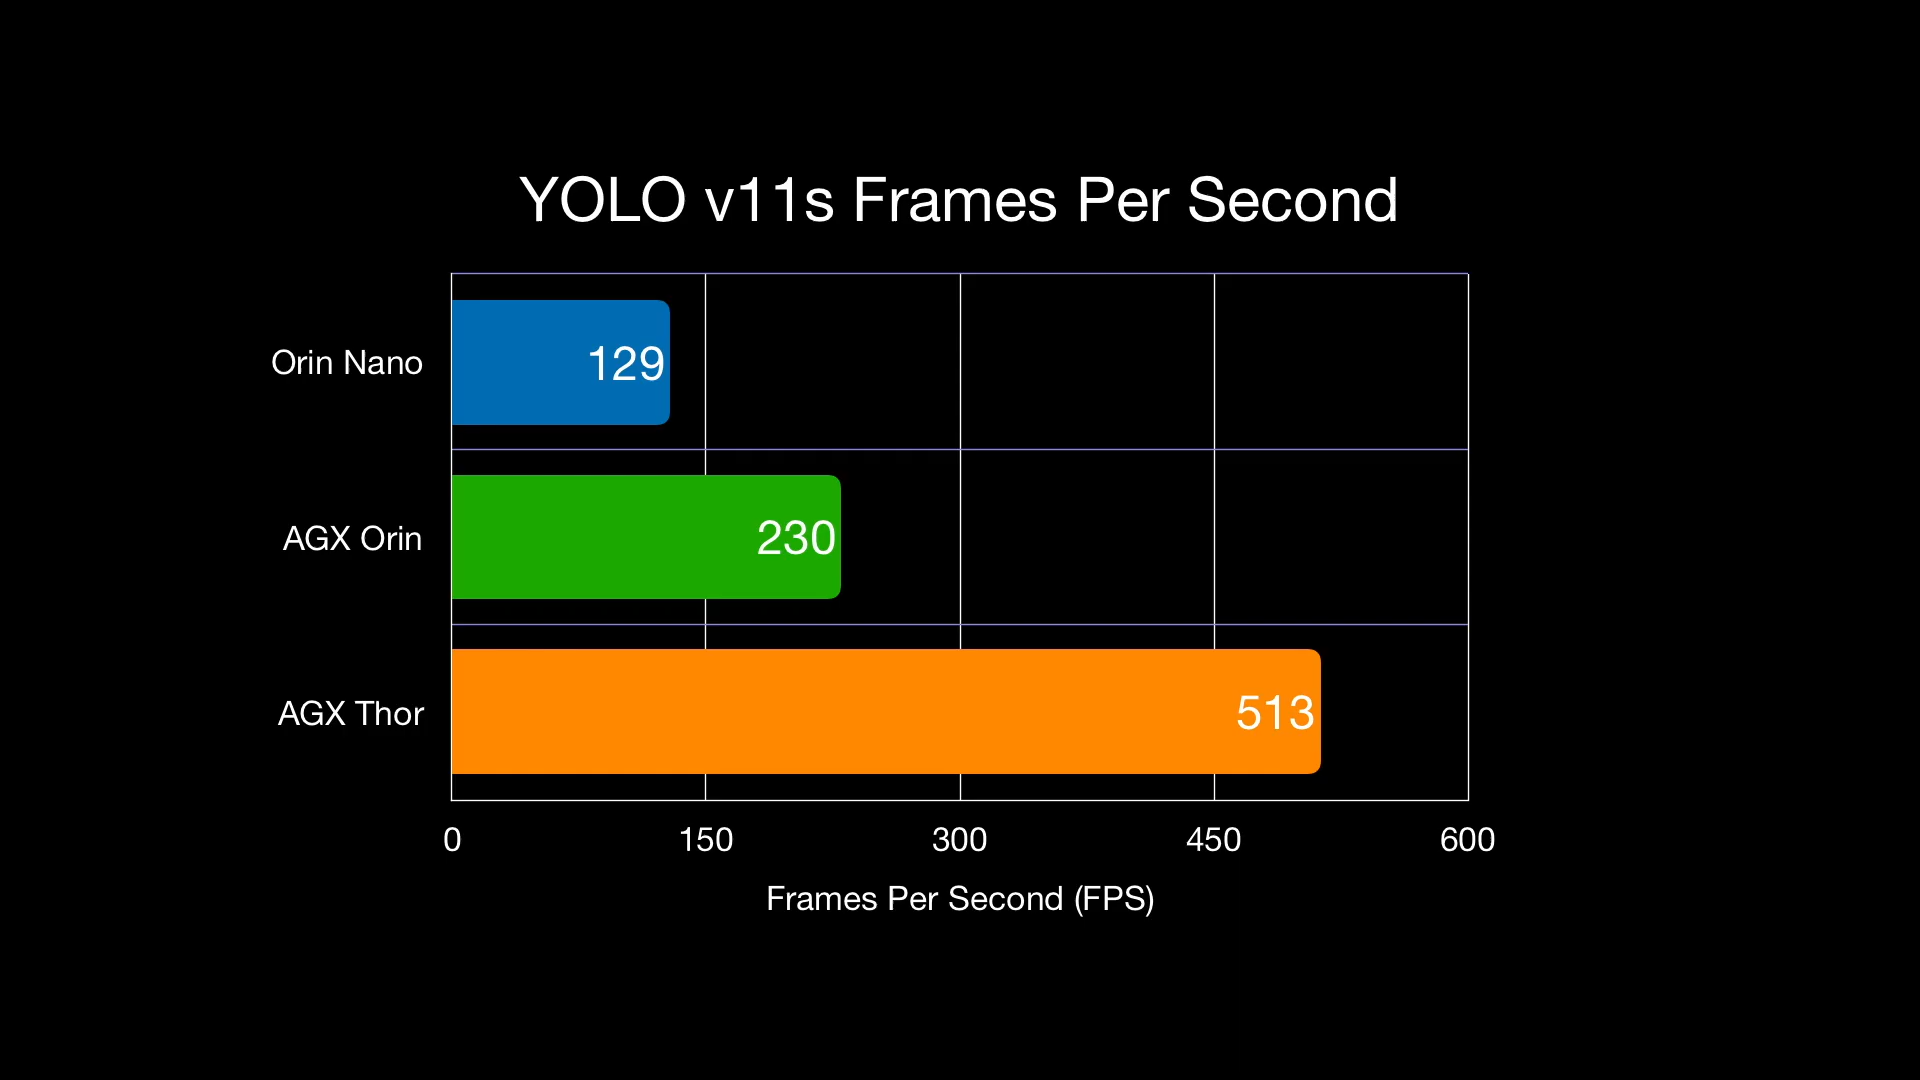 YOLO v11s Frames Per Second
Orin Nano
129
AGX Orin
230
AGX Thor
513
0 150 300 450 600
Frames Per Second (FPS)